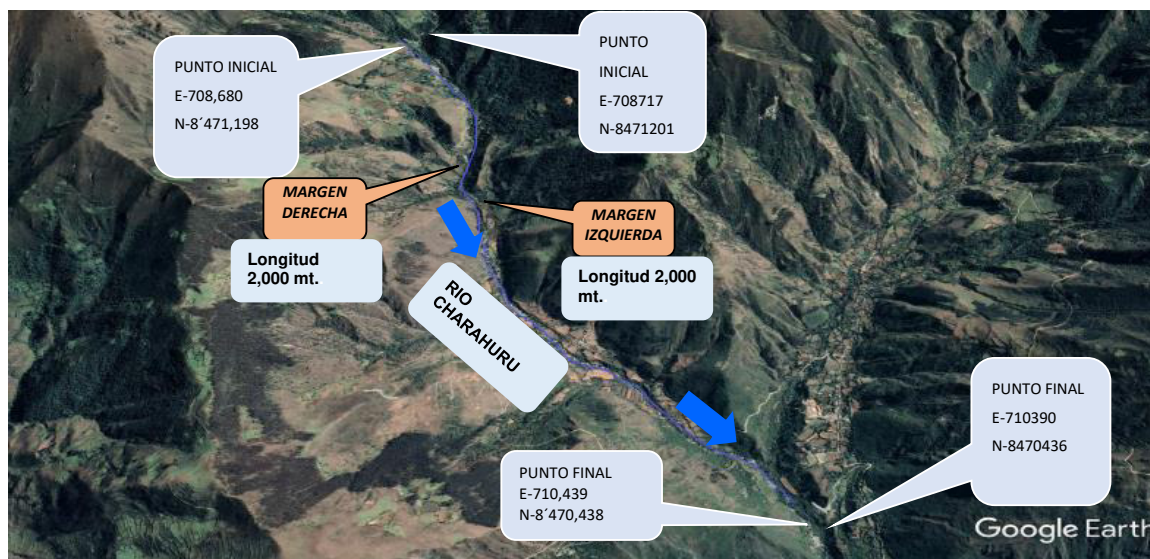 PUNTO INICIAL
E-708,680
N-8´471,198
PUNTO
INICIAL
E-708717
N-8471201
MARGEN
DERECHA
MARGEN
IZQUIERDA
Longitud
2,000 mt.
Longitud 2,000
mt.
RIO
CHARAHURU
PUNTO FINAL
E-710390
N-8470436
PUNTO FINAL
E-710,439
N-8´470,438
Google Earth